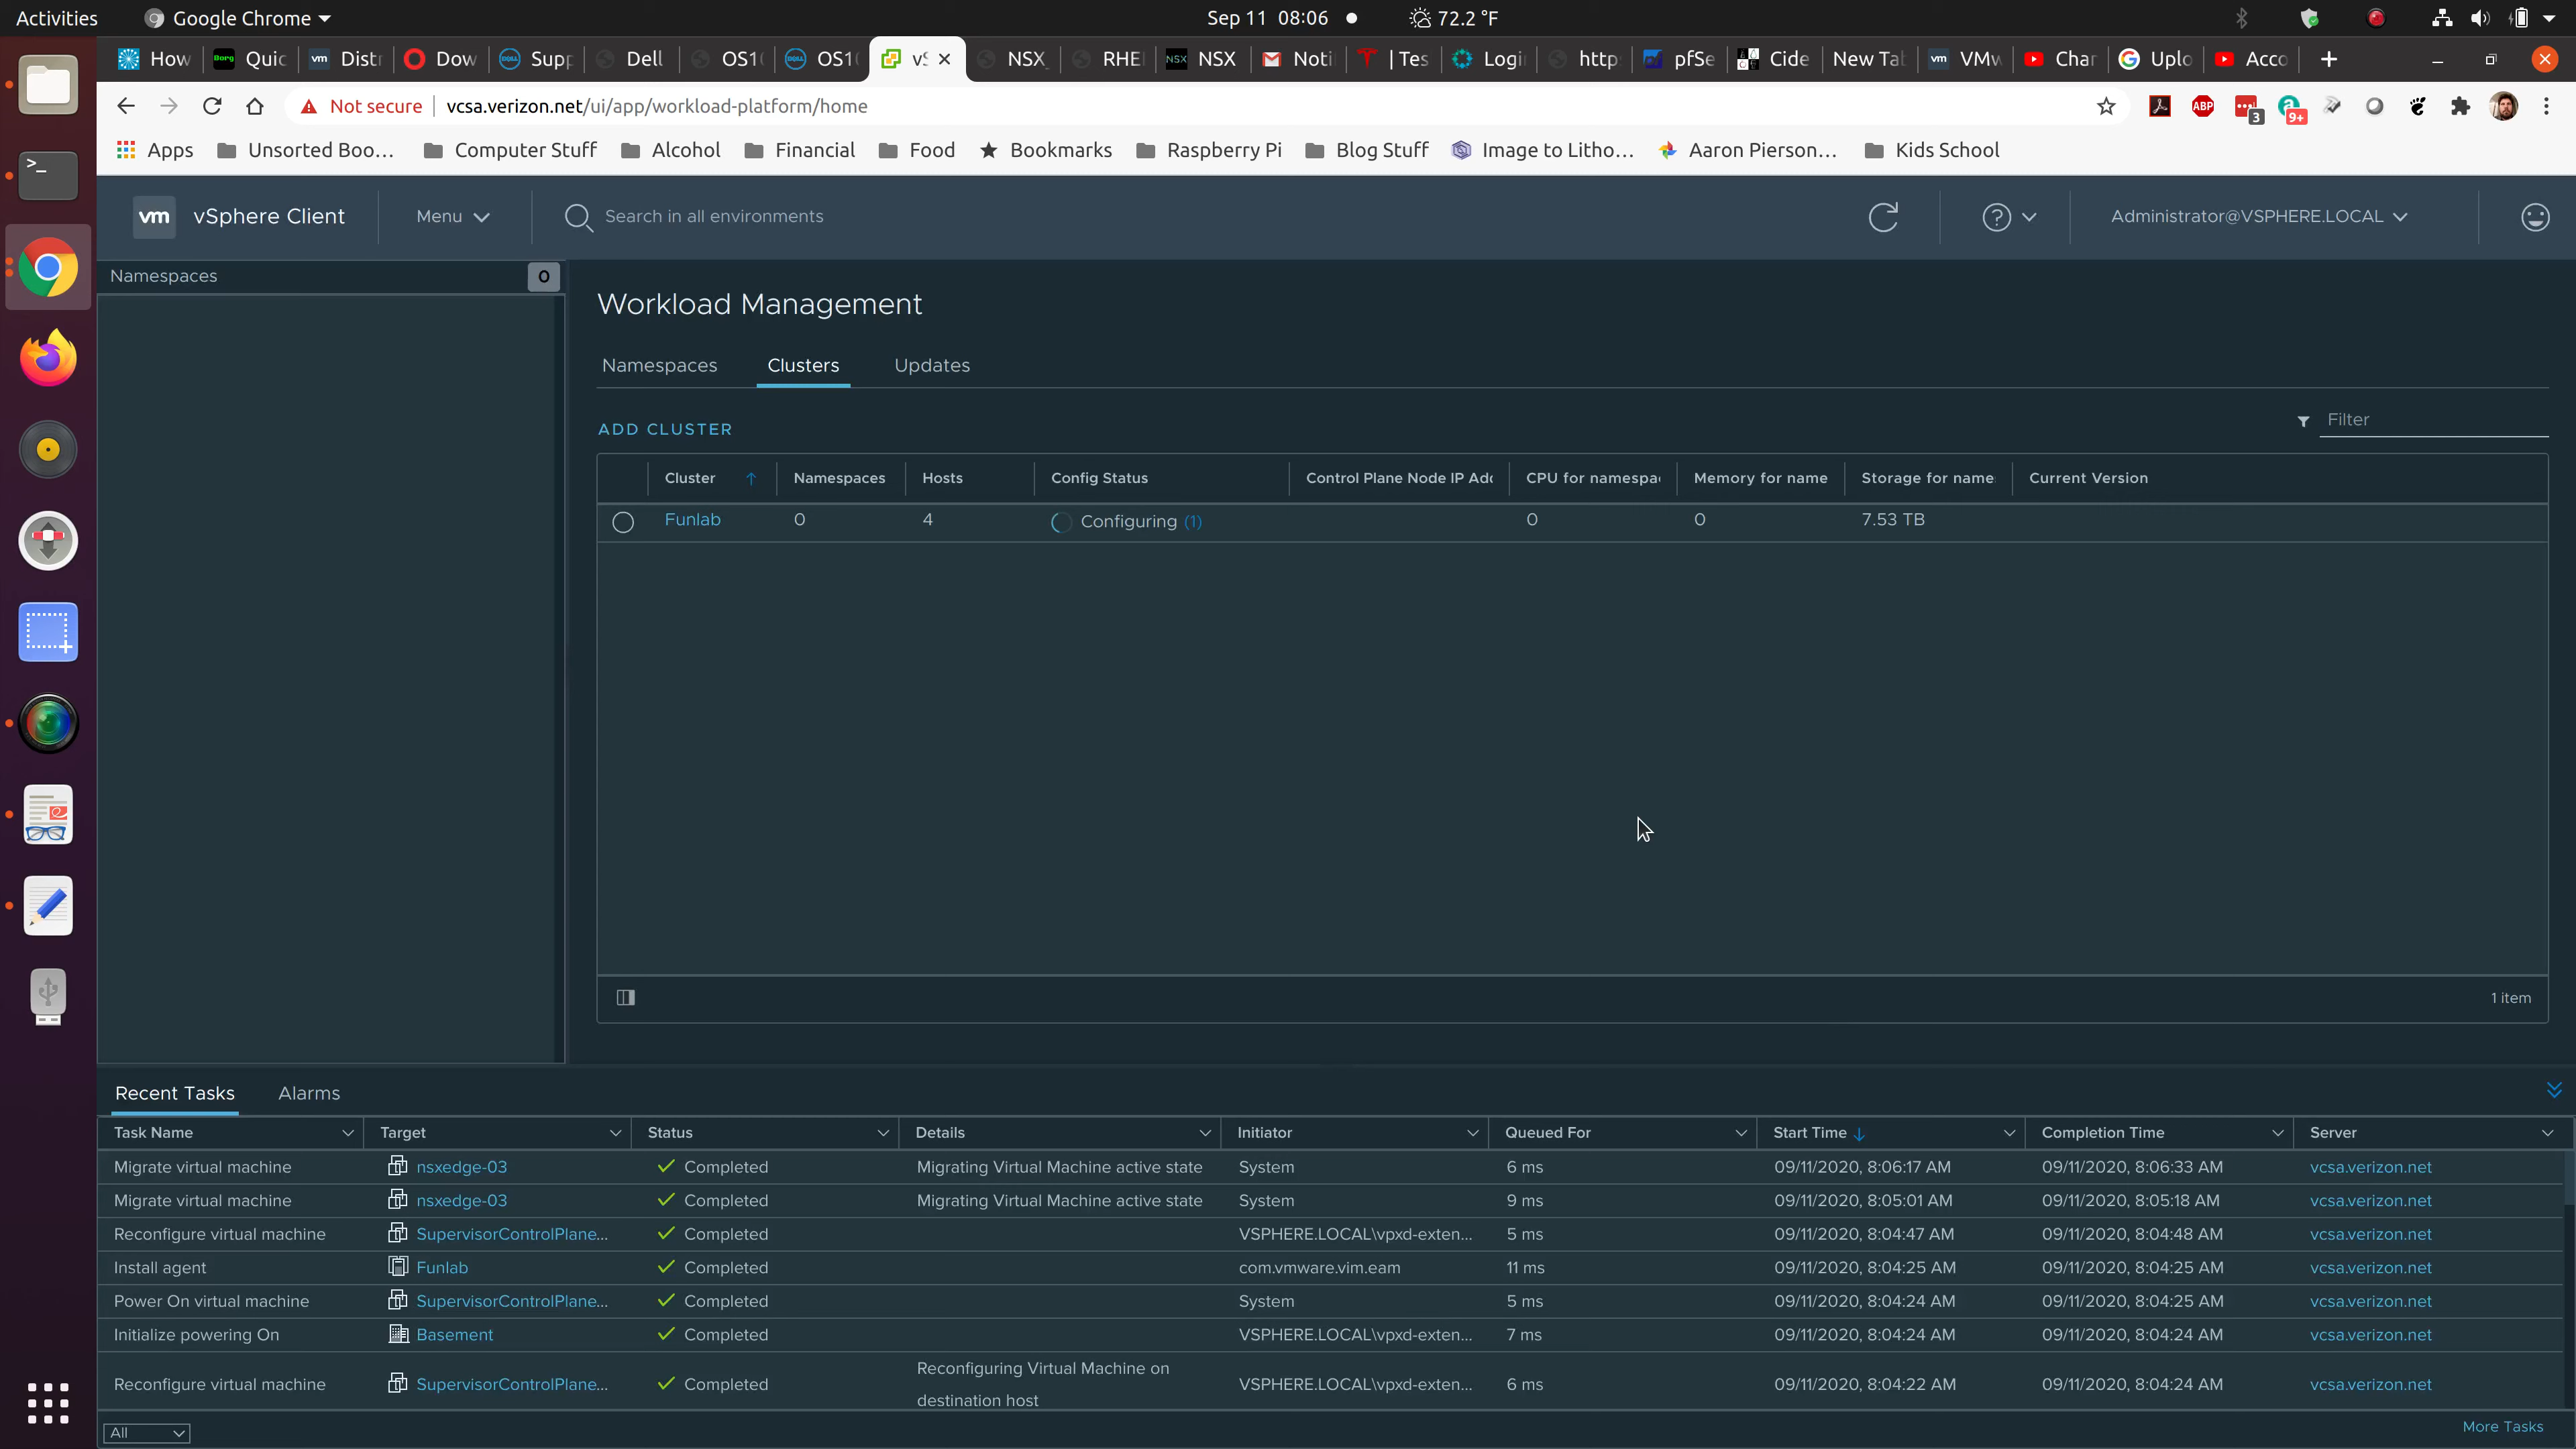 Activities Google Chrome Sep 11 08:06 72.2 °F
How Quic Distr Dow Supp Dell OS1 OS1 vS NSX_ RHE NSX Noti | Tes Logi http pfSe Cide New Tab VMw Char Uplo Acco
Not secure vcsa.verizon.net/ui/app/workload-platform/home ABP 3 9+
Apps Unsorted Boo... Computer Stuff Alcohol Financial Food Bookmarks Raspberry Pi Blog Stuff Image to Litho... Aaron Pierson... Kids School
vm vSphere Client Menu Search in all environments Administrator@VSPHERE.LOCAL
Namespaces 0
Workload Management
Namespaces Clusters Updates
ADD CLUSTER Filter
Cluster Namespaces Hosts Config Status Control Plane Node IP Add CPU for namespac Memory for name Storage for name Current Version
Funlab 0 4 Configuring (1) 0 0 7.53 TB
1 item
Recent Tasks Alarms
Task Name Target Status Details Initiator Queued For Start Time Completion Time Server
Migrate virtual machine nsxedge-03 Completed Migrating Virtual Machine active state System 6 ms 09/11/2020, 8:06:17 AM 09/11/2020, 8:06:33 AM vcsa.verizon.net
Migrate virtual machine nsxedge-03 Completed Migrating Virtual Machine active state System 9 ms 09/11/2020, 8:05:01 AM 09/11/2020, 8:05:18 AM vcsa.verizon.net
Reconfigure virtual machine SupervisorControlPlane... Completed VSPHERE.LOCAL\vpxd-exten... 5 ms 09/11/2020, 8:04:47 AM 09/11/2020, 8:04:48 AM vcsa.verizon.net
Install agent Funlab Completed com.vmware.vim.eam 11 ms 09/11/2020, 8:04:25 AM 09/11/2020, 8:04:25 AM vcsa.verizon.net
Power On virtual machine SupervisorControlPlane... Completed System 5 ms 09/11/2020, 8:04:24 AM 09/11/2020, 8:04:25 AM vcsa.verizon.net
Initialize powering On Basement Completed VSPHERE.LOCAL\vpxd-exten... 7 ms 09/11/2020, 8:04:24 AM 09/11/2020, 8:04:24 AM vcsa.verizon.net
Reconfigure virtual machine SupervisorControlPlane... Completed Reconfiguring Virtual Machine on VSPHERE.LOCAL\vpxd-exten... 6 ms 09/11/2020, 8:04:22 AM 09/11/2020, 8:04:24 AM vcsa.verizon.net
destination host
All More Tasks